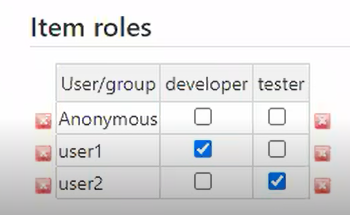 Item roles
User/group developer tester
Anonymous
user1
user2